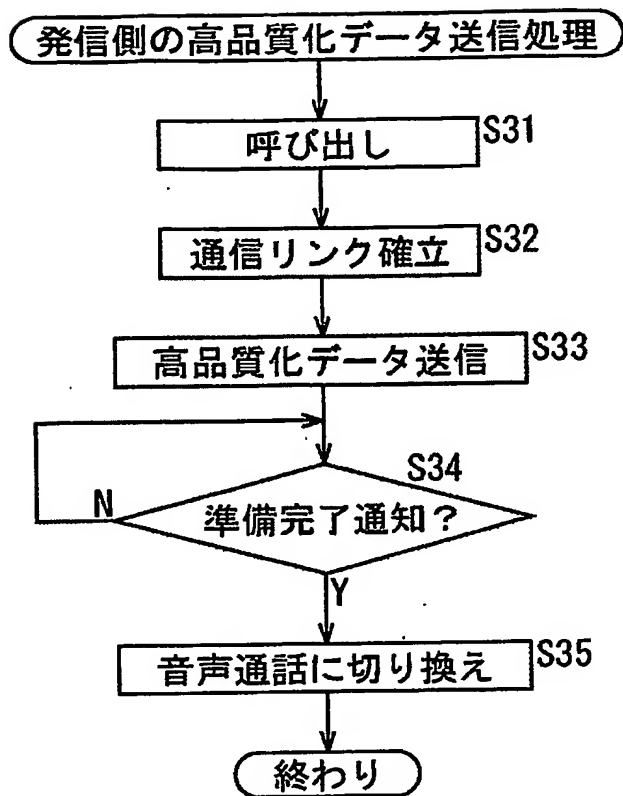 発信側の高品質化データ送信処理
呼び出し
S31
通信リンク確立
S32
高品質化データ送信
S33
S34
準備完了通知?
N
Y
音声通話に切り換え
S35
終わり